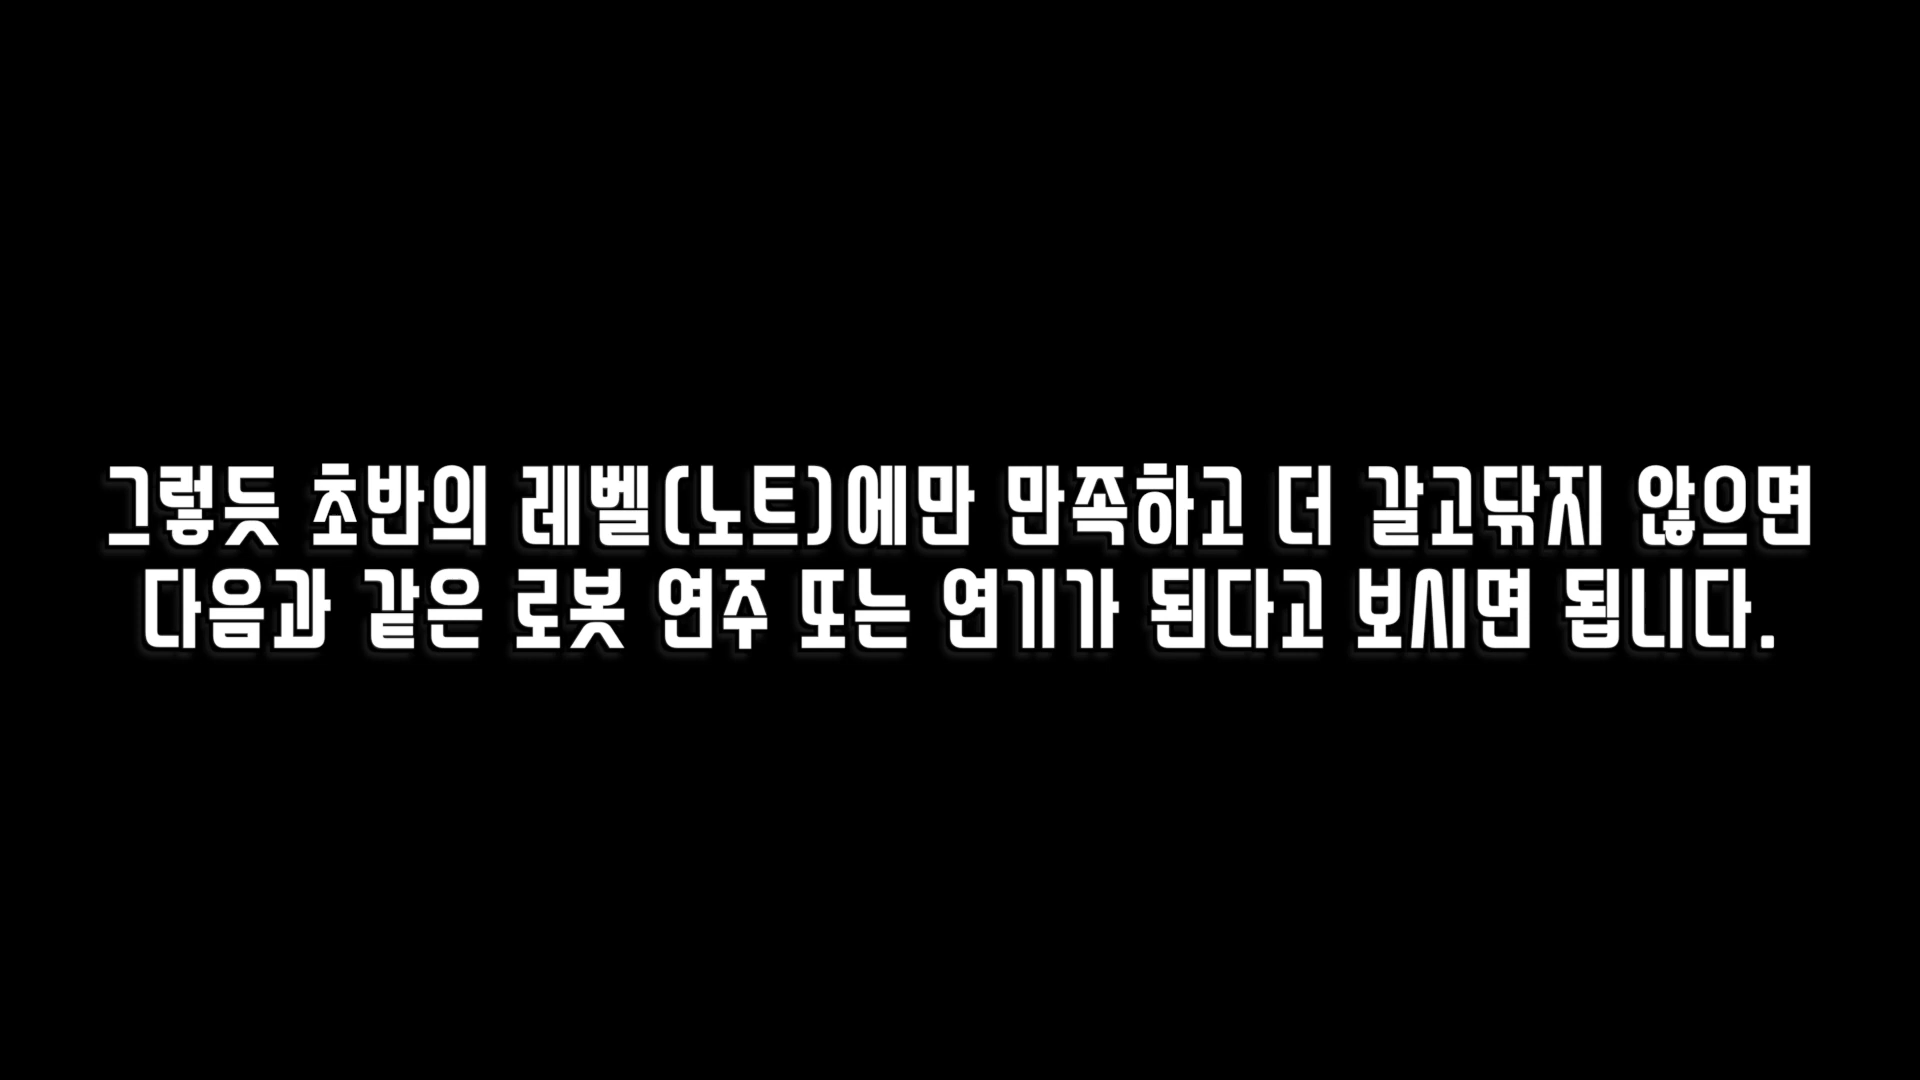 그렇듯 초반의 레벨(노트)에만 만족하고 더 갈고닦지 않으면
다음과 같은 로봇 연주 또는 연기가 된다고 보시면 됩니다.